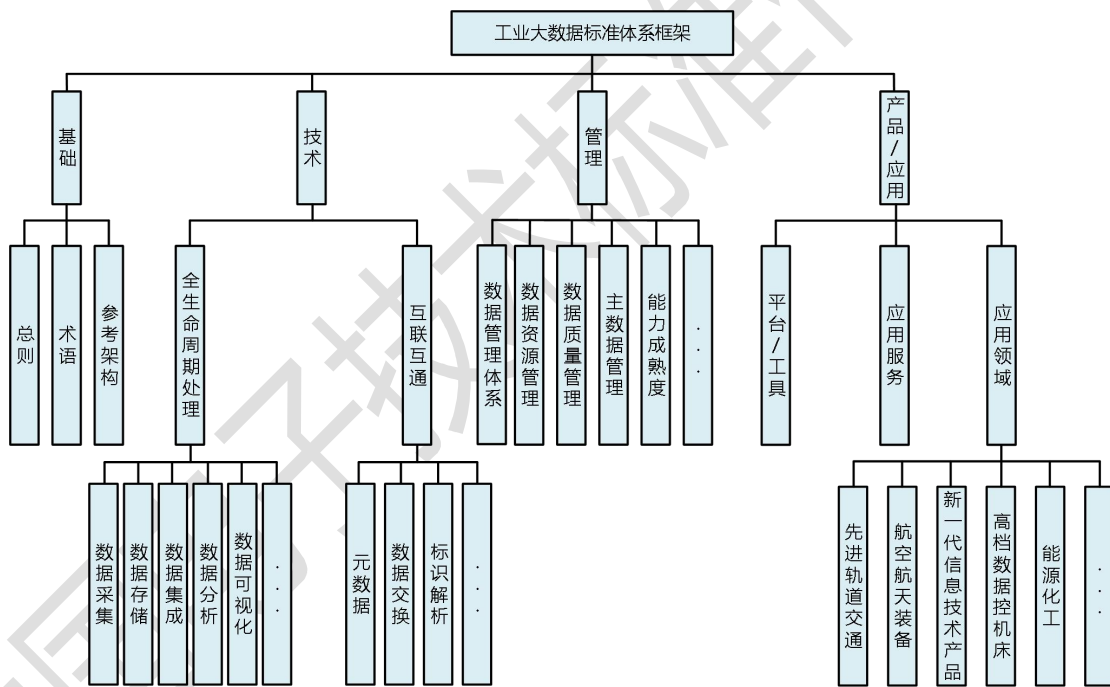 工业大数据标准体系框架
基础
技术
管理
产品/应用
总则
术语
参考架构
全生命周期处理
互联互通
数据管理体系
数据资源管理
数据质量管理
主数据管理
能力成熟度
...
平台/工具
应用服务
应用领域
数据采集
数据存储
数据集成
数据分析
数据可视化
...
元数据
数据交换
标识解析
...
先进轨道交通
航空航天装备
新一代信息技术产品
高档数据控机床
能源化工
...
子技术标准